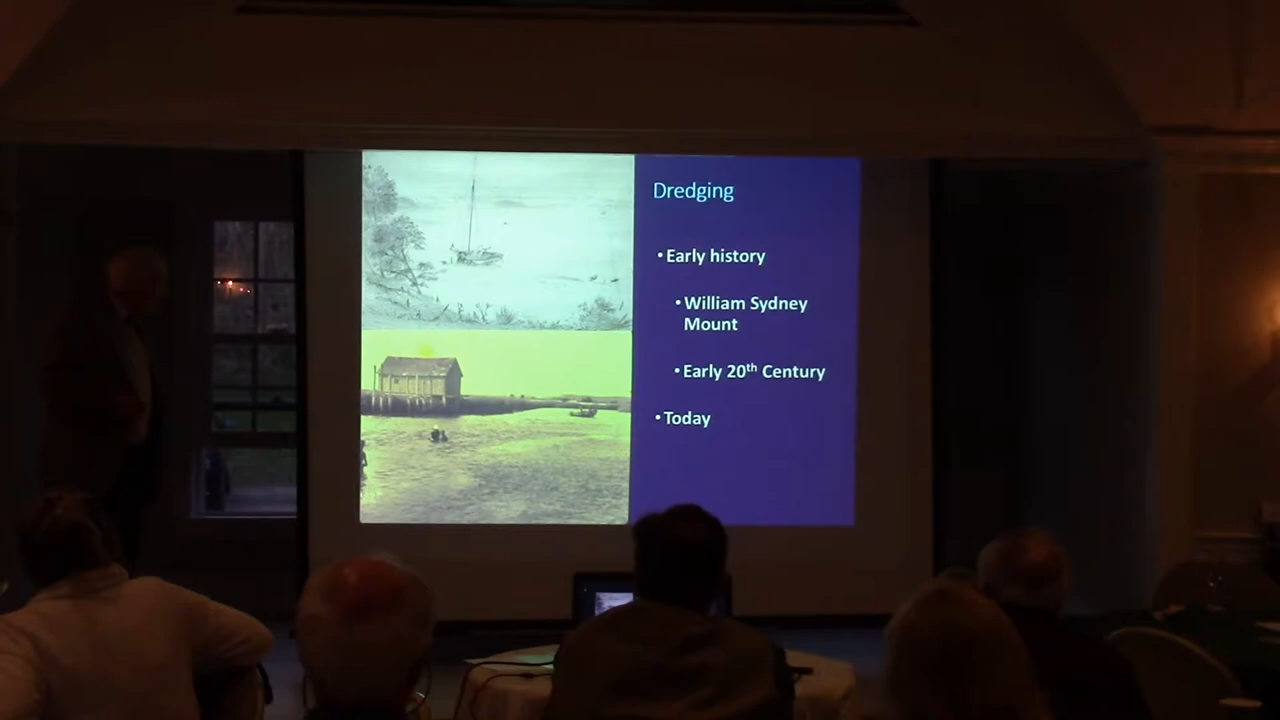 Dredging
• Early history
• William Sydney
Mount
• Early 20th Century
• Today